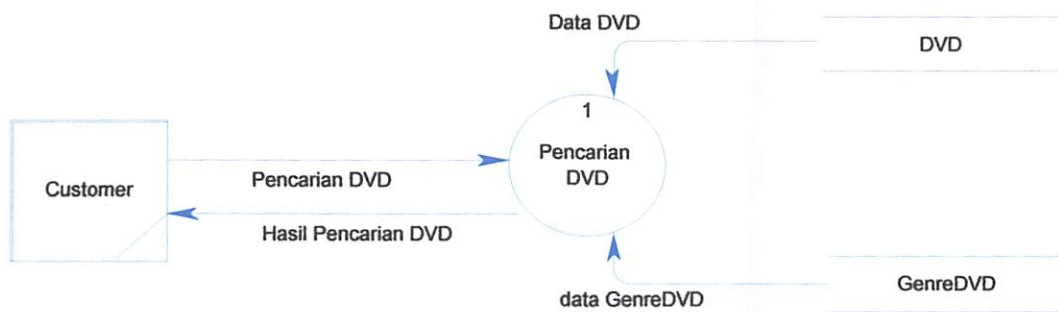 Data DVD
DVD
1
Pencarian
DVD
Customer
Pencarian DVD
Hasil Pencarian DVD
data GenreDVD
GenreDVD